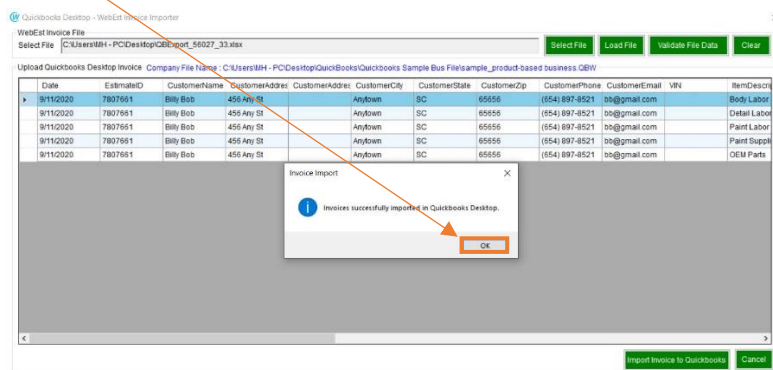 Quickbooks Desktop - WebEst Invoice Importer
WebEst Invoice File
Select File C:\Users\MH - PC\Desktop\QBExport_56027_33.xlsx Select File Load File Validate File Data Clear
Upload Quickbooks Desktop Invoice Company File Name : C:\Users\MH - PC\Desktop\QuickBooks\Quickbooks Sample Bus File\sample_product-based business.QBW
Date EstimateID CustomerName CustomerAddres CustomerAddres CustomerCity CustomerState CustomerZip CustomerPhone CustomerEmail VIN ItemDescrip
9/11/2020 7807661 Billy Bob 456 Any St Anytown SC 65656 (654) 897-8521 bb@gmail.com Body Labor
9/11/2020 7807661 Billy Bob 456 Any St Anytown SC 65656 (654) 897-8521 bb@gmail.com Detail Labor
9/11/2020 7807661 Billy Bob 456 Any St Anytown SC 65656 (654) 897-8521 bb@gmail.com Paint Labor
9/11/2020 7807661 Billy Bob 456 Any St Anytown SC 65656 (654) 897-8521 bb@gmail.com Paint Suppli
9/11/2020 7807661 Billy Bob 456 Any St Anytown SC 65656 (654) 897-8521 bb@gmail.com OEM Parts
Invoice Import
Invoices successfully imported in Quickbooks Desktop.
OK
Import Invoice to Quickbooks Cancel